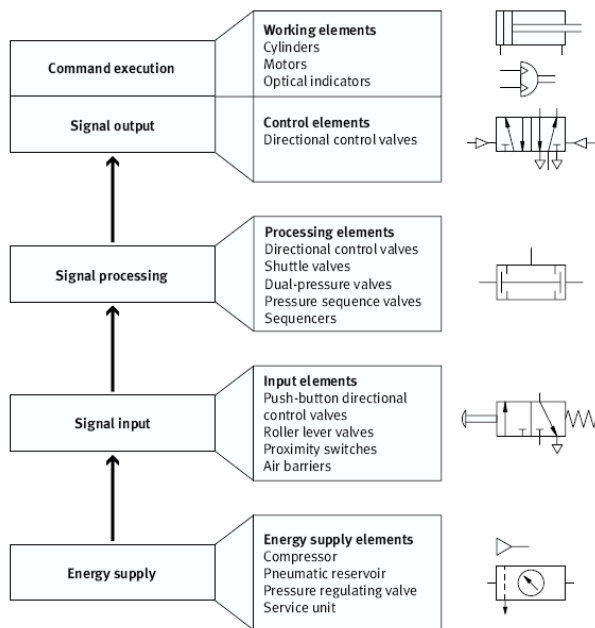 Command execution
Working elements
Cylinders
Motors
Optical indicators
Signal output
Control elements
Directional control valves
Signal processing
Processing elements
Directional control valves
Shuttle valves
Dual-pressure valves
Pressure sequence valves
Sequencers
Signal input
Input elements
Push-button directional
control valves
Roller lever valves
Proximity switches
Air barriers
Energy supply
Energy supply elements
Compressor
Pneumatic reservoir
Pressure regulating valve
Service unit